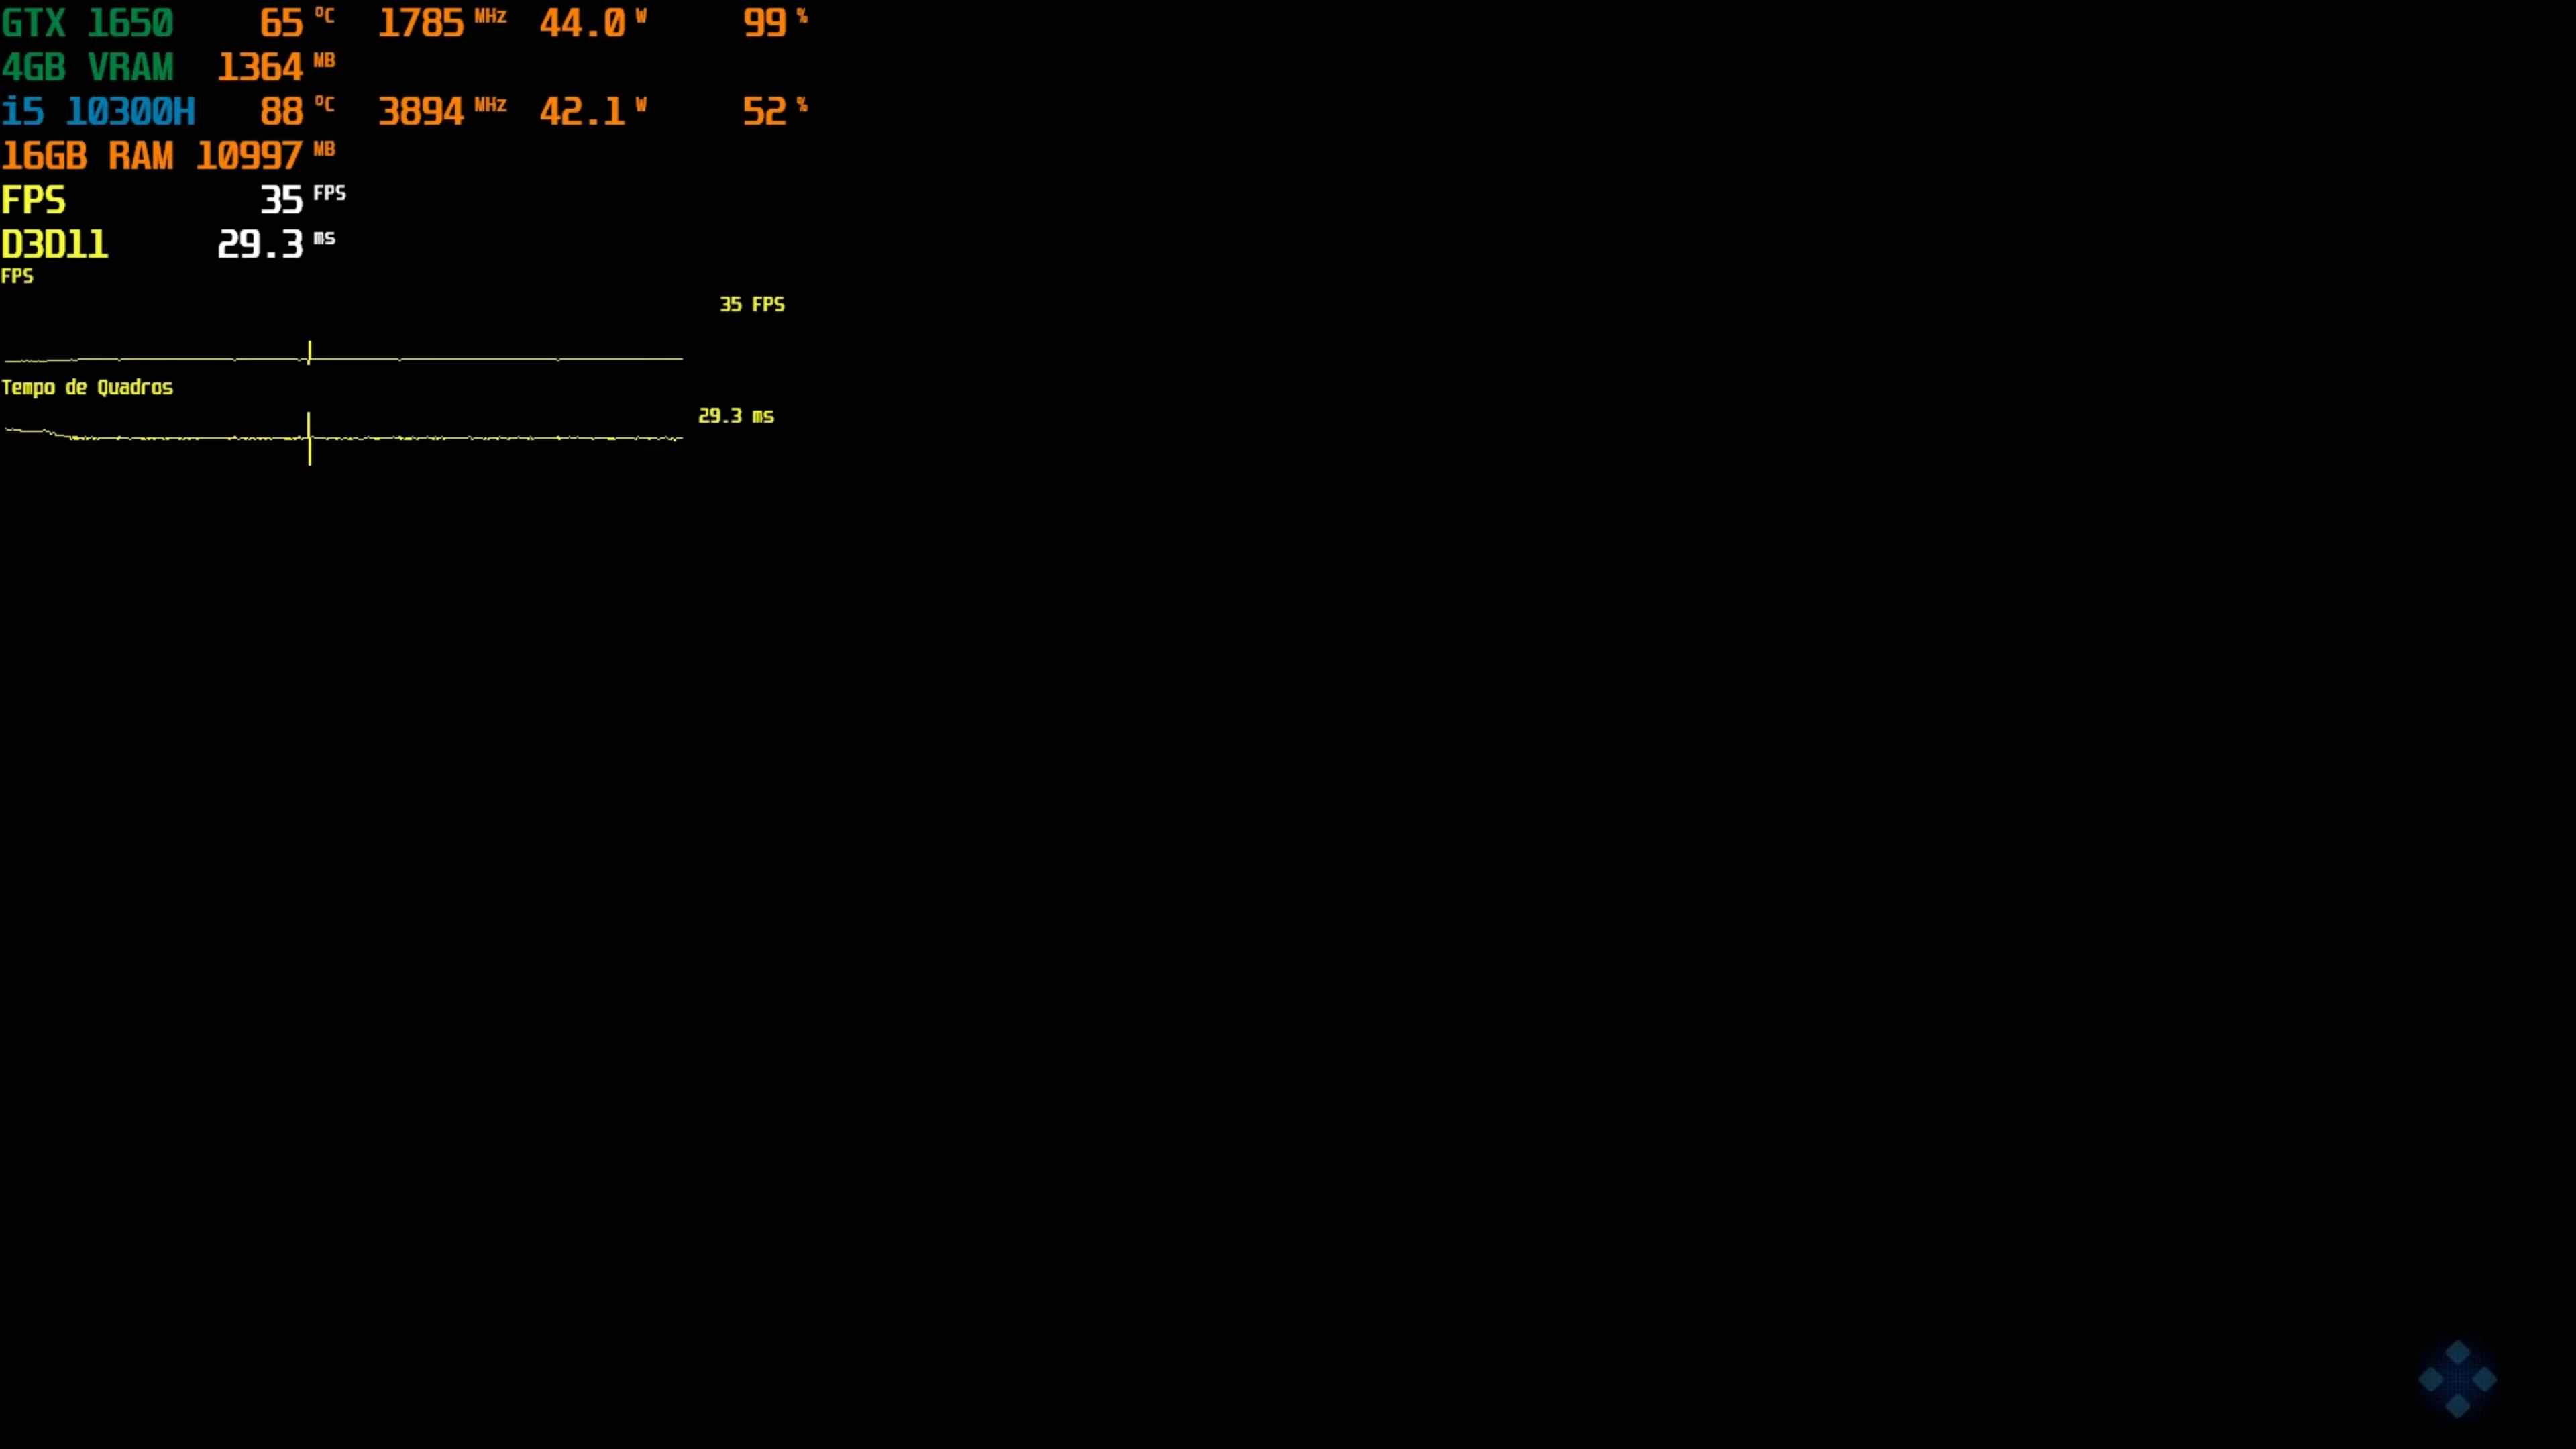 GTX 1650 65 °C 1785 MHz 44.0 W 99 %
4GB VRAM 1364 MB
i5 10300H 88 °C 3894 MHz 42.1 W 52 %
16GB RAM 10997 MB
FPS 35 FPS
D3D11 29.3 ms
FPS
35 FPS
Tempo de Quadros
29.3 ms